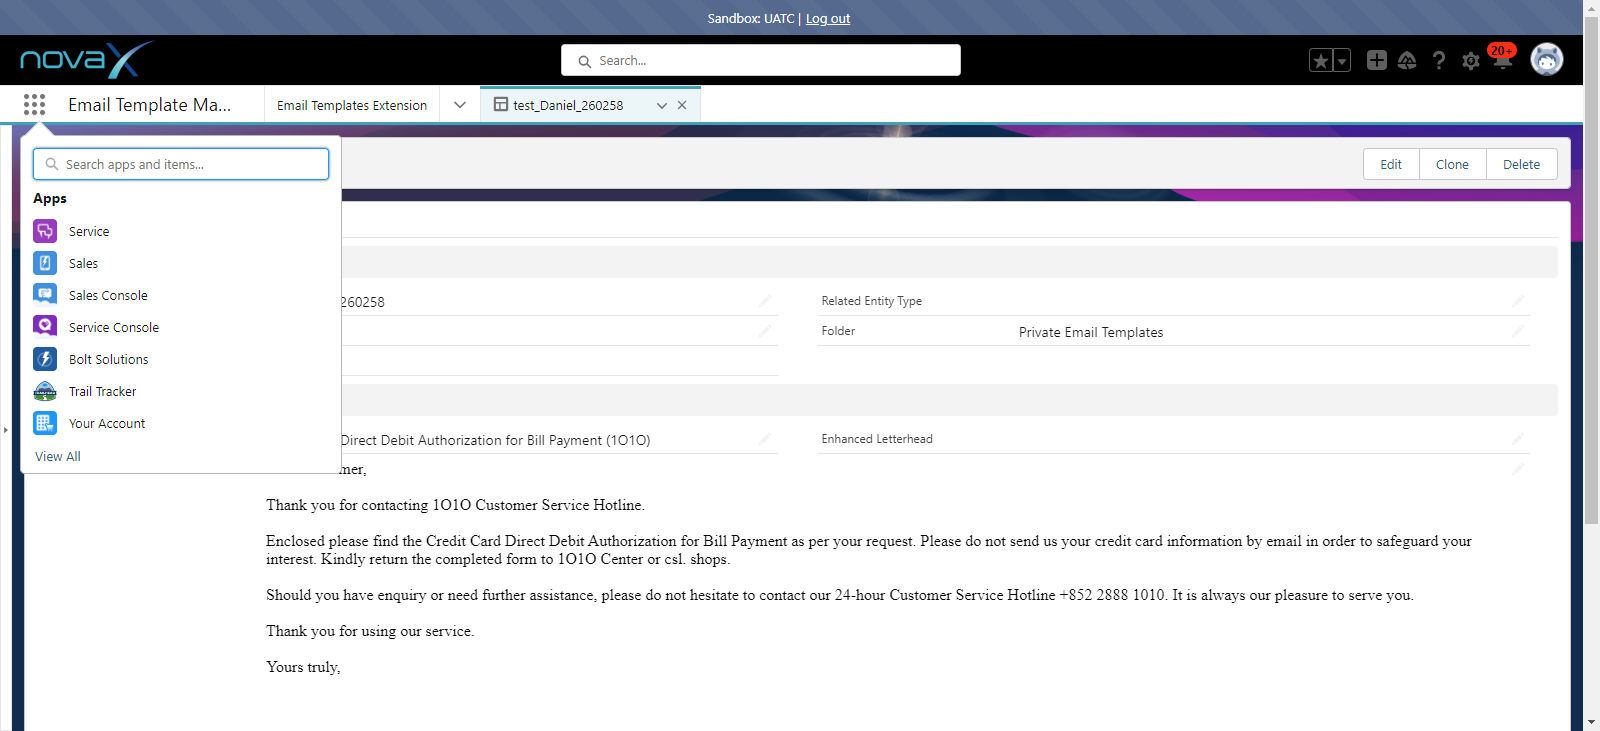 Sandbox: UATC | Log out
novaX
Search...
20+
Email Template Ma...
Email Templates Extension
test_Daniel_260258
Search apps and items...
Apps
Service
Sales
Sales Console
Service Console
Bolt Solutions
Trail Tracker
Your Account
View All
Edit
Clone
Delete
260258
Related Entity Type
Folder
Private Email Templates
Direct Debit Authorization for Bill Payment (1O1O)
Enhanced Letterhead
mer,
Thank you for contacting 1O1O Customer Service Hotline.
Enclosed please find the Credit Card Direct Debit Authorization for Bill Payment as per your request. Please do not send us your credit card information by email in order to safeguard your
interest. Kindly return the completed form to 1O1O Center or csl. shops.
Should you have enquiry or need further assistance, please do not hesitate to contact our 24-hour Customer Service Hotline +852 2888 1010. It is always our pleasure to serve you.
Thank you for using our service.
Yours truly,